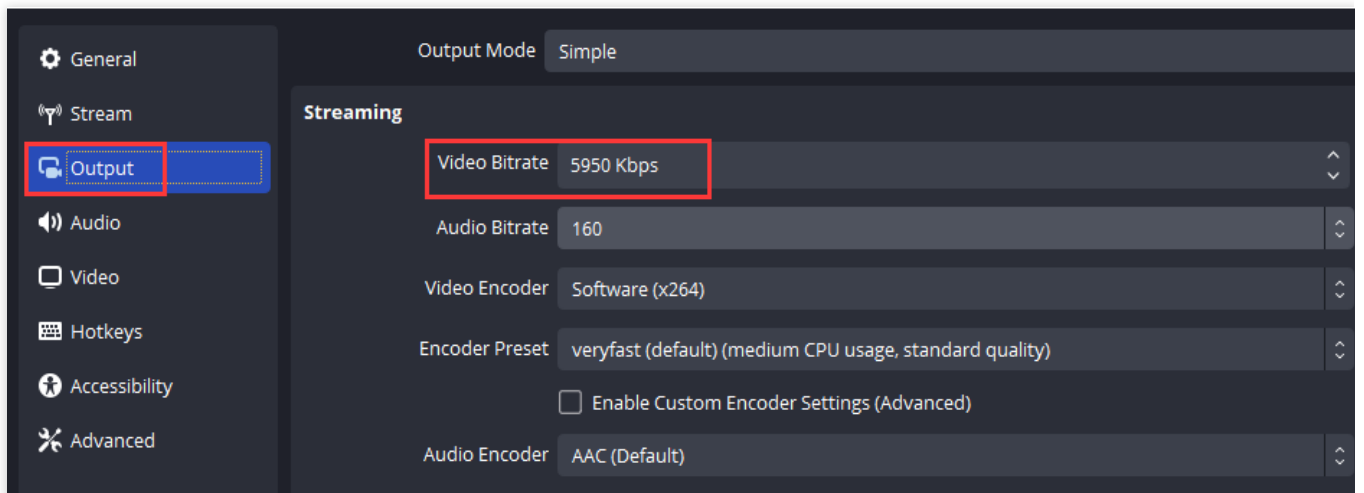 General
Stream
Output
Audio
Video
Hotkeys
Accessibility
Advanced
Output Mode Simple
Streaming
Video Bitrate 5950 Kbps
Audio Bitrate 160
Video Encoder Software (x264)
Encoder Preset veryfast (default) (medium CPU usage, standard quality)
Enable Custom Encoder Settings (Advanced)
Audio Encoder AAC (Default)